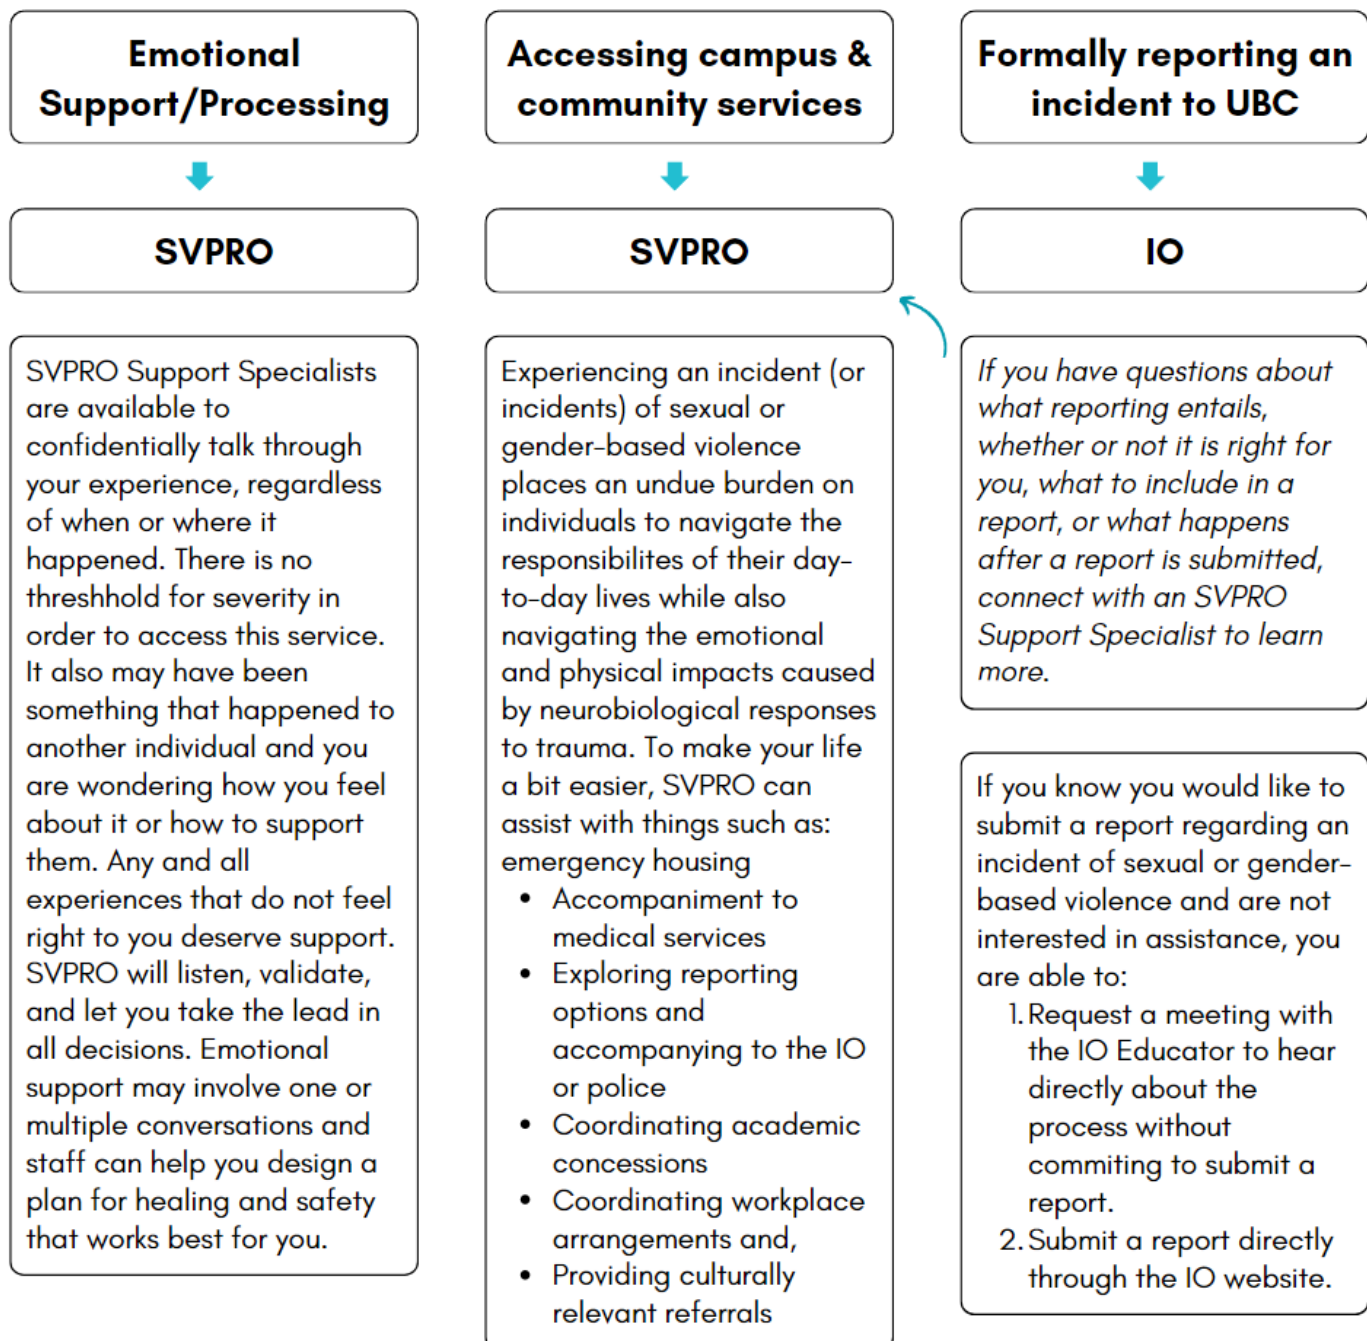 Emotional
Support/Processing
SVPRO
SVPRO Support Specialists
are available to
confidentially talk through
your experience, regardless
of when or where it
happened. There is no
threshhold for severity in
order to access this service.
It also may have been
something that happened to
another individual and you
are wondering how you feel
about it or how to support
them. Any and all
experiences that do not feel
right to you deserve support.
SVPRO will listen, validate,
and let you take the lead in
all decisions. Emotional
support may involve one or
multiple conversations and
staff can help you design a
plan for healing and safety
that works best for you.
Accessing campus &
community services
SVPRO
Experiencing an incident (or
incidents) of sexual or
gender-based violence
places an undue burden on
individuals to navigate the
responsibilites of their day-
to-day lives while also
navigating the emotional
and physical impacts caused
by neurobiological responses
to trauma. To make your life
a bit easier, SVPRO can
assist with things such as:
emergency housing
• Accompaniment to
medical services
• Exploring reporting
options and
accompanying to the IO
or police
• Coordinating academic
concessions
• Coordinating workplace
arrangements and,
• Providing culturally
relevant referrals
Formally reporting an
incident to UBC
IO
If you have questions about
what reporting entails,
whether or not it is right for
you, what to include in a
report, or what happens
after a report is submitted,
connect with an SVPRO
Support Specialist to learn
more.
If you know you would like to
submit a report regarding an
incident of sexual or gender-
based violence and are not
interested in assistance, you
are able to:
1. Request a meeting with
the IO Educator to hear
directly about the
process without
commiting to submit a
report.
2. Submit a report directly
through the IO website.